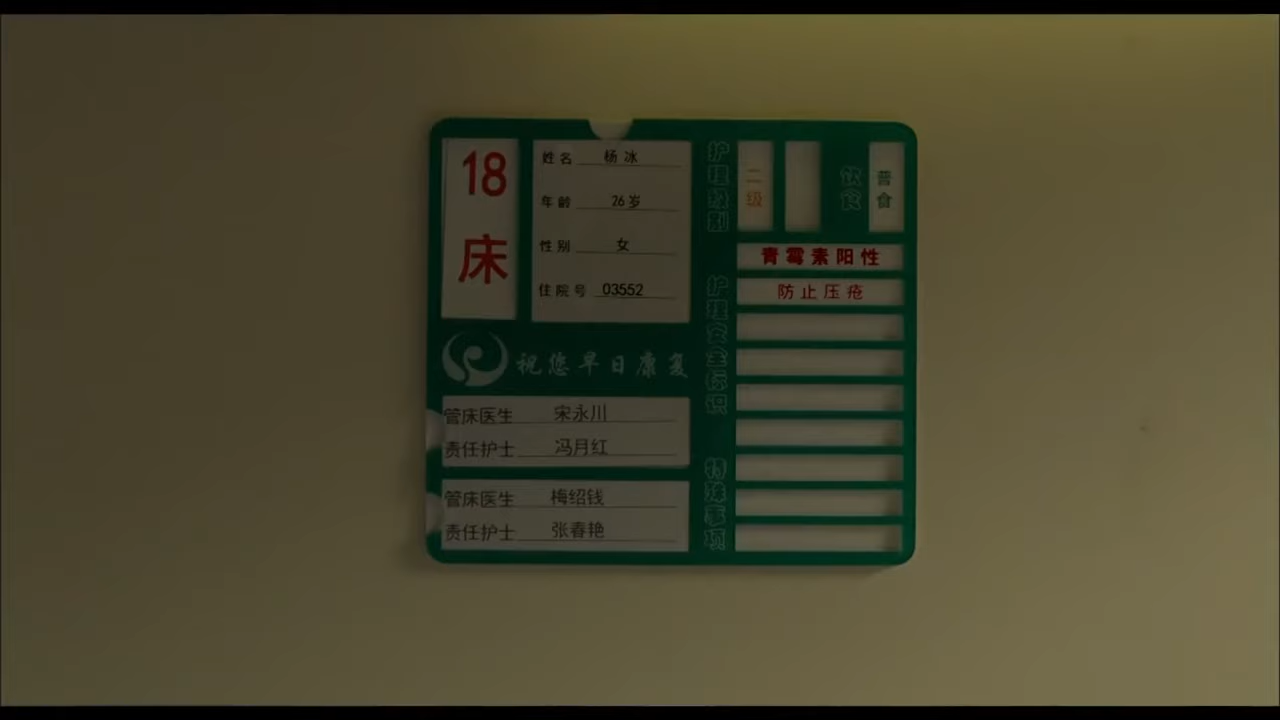 18
床
姓名 杨冰
年龄 26岁
性别 女
住院号 03552
祝您早日康复
管床医生 宋永川
责任护士 冯月红
管床医生 梅绍钱
责任护士 张春艳
护理级别
二级
饮食
普食
护理安全标识
青霉素阳性
防止压疮
特殊事项